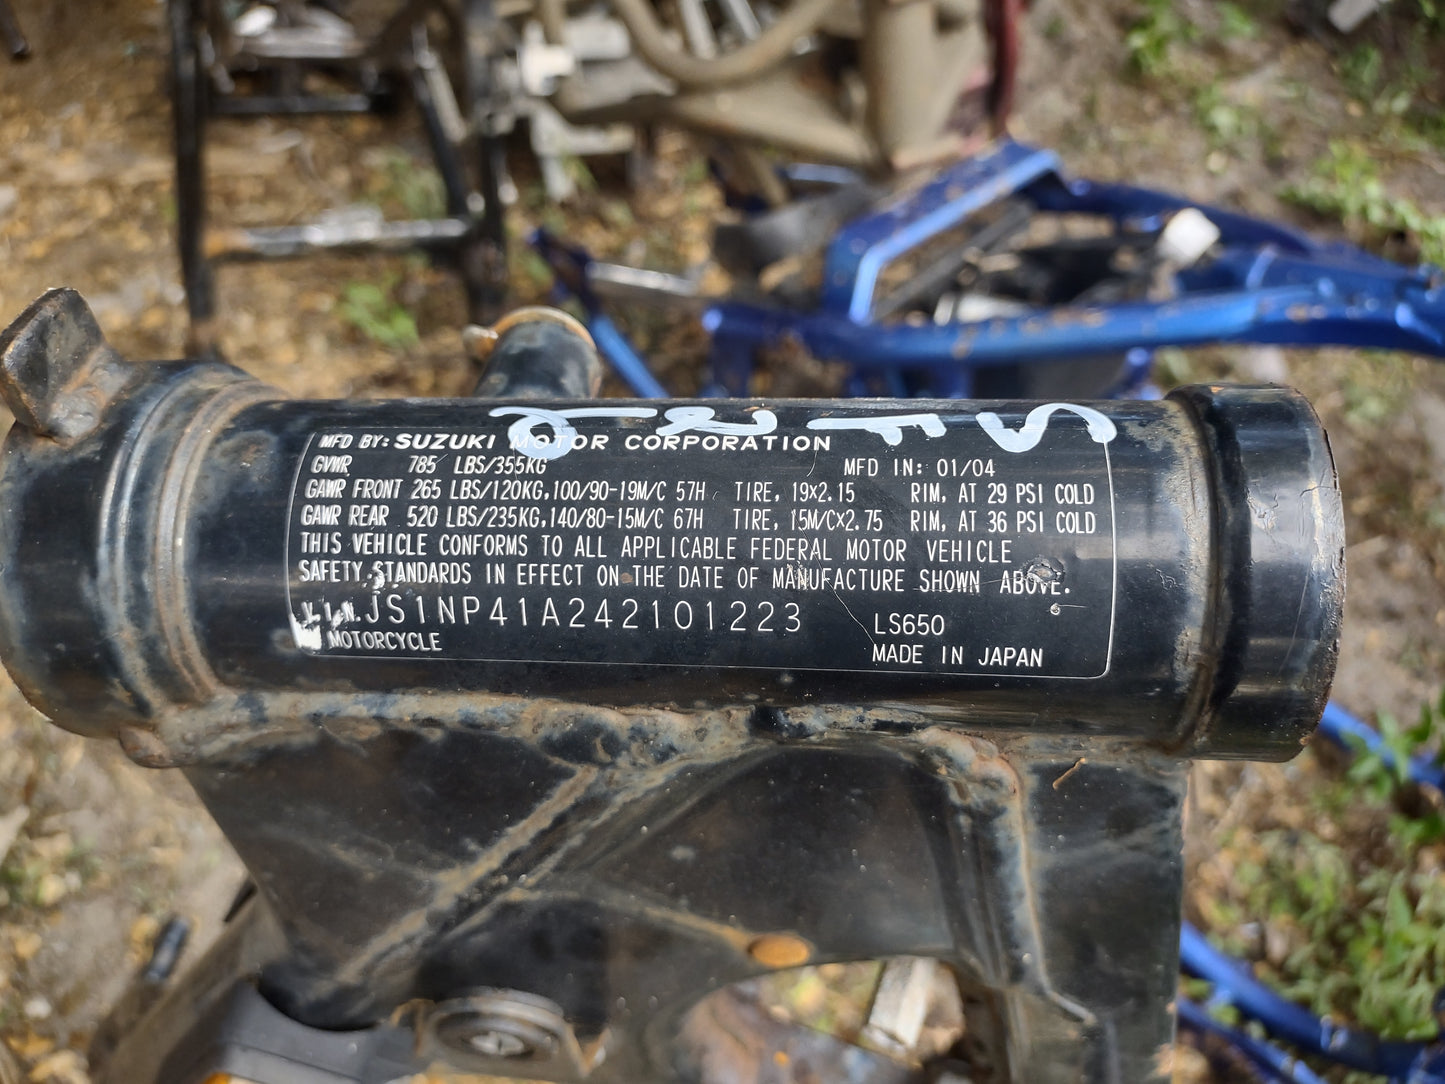 MFD BY: SUZUKI MOTOR CORPORATION
GVWR 785 LBS/355KG MFD IN: 01/04
GAWR FRONT 265 LBS/120KG, 100/90-19M/C 57H TIRE, 19x2.15 RIM, AT 29 PSI COLD
GAWR REAR 520 LBS/235KG, 140/80-15M/C 67H TIRE, 15M/Cx2.75 RIM, AT 36 PSI COLD
THIS VEHICLE CONFORMS TO ALL APPLICABLE FEDERAL MOTOR VEHICLE
SAFETY STANDARDS IN EFFECT ON THE DATE OF MANUFACTURE SHOWN ABOVE.
V.I.N. JS1NP41A242101223 LS650
MOTORCYCLE MADE IN JAPAN